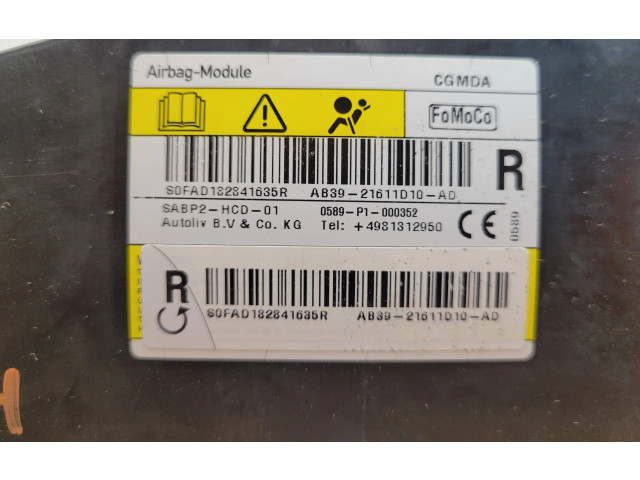 Airbag-Module CGMDA
FoMoCo
R
S0FAD182841635R AB39-21611D10-AD
SABP2-HCD-01 0589-P1-000352
Autoliv B.V & Co. KG Tel: +4981312950 CE
0589
R
S0FAD182841635R AB39-21611D10-AD